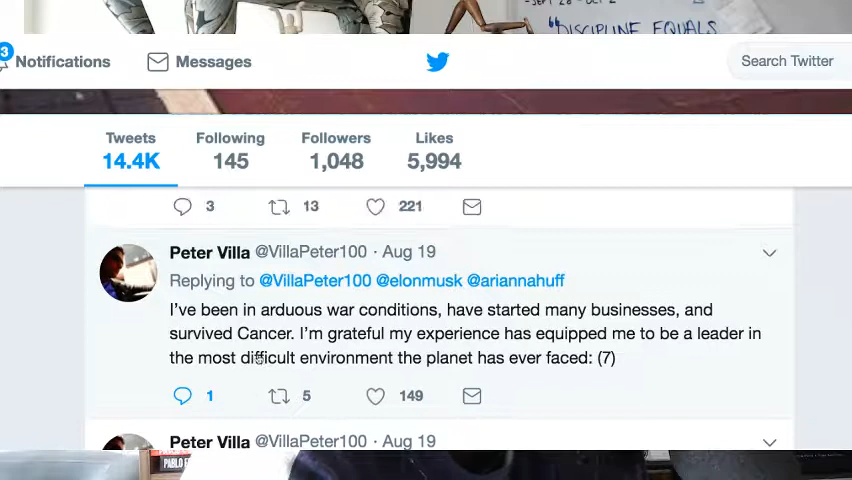 "DISCIPLINE EQUALS
3
Notifications
Messages
Search Twitter
Tweets Following Followers Likes
14.4K 145 1,048 5,994
3 13 221
Peter Villa @VillaPeter100 · Aug 19
Replying to @VillaPeter100 @elonmusk @ariannahuff
I've been in arduous war conditions, have started many businesses, and
survived Cancer. I'm grateful my experience has equipped me to be a leader in
the most difficult environment the planet has ever faced: (7)
1 5 149
Peter Villa @VillaPeter100 · Aug 19
PABLO